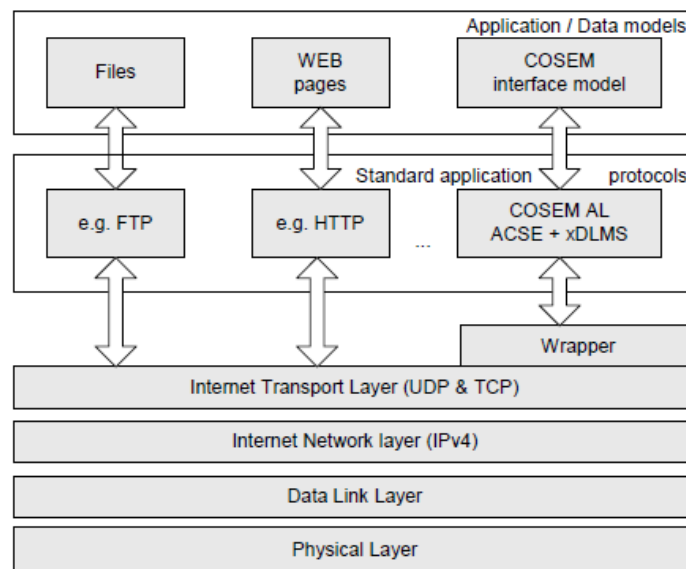 Application / Data models
Files
WEB
pages
COSEM
interface model
Standard application protocols
e.g. FTP
e.g. HTTP
...
COSEM AL
ACSE + xDLMS
Wrapper
Internet Transport Layer (UDP & TCP)
Internet Network layer (IPv4)
Data Link Layer
Physical Layer